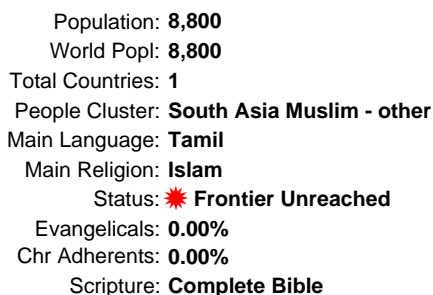 Population: 8,800
World Popl: 8,800
Total Countries: 1
People Cluster: South Asia Muslim - other
Main Language: Tamil
Main Religion: Islam
Status: Frontier Unreached
Evangelicals: 0.00%
Chr Adherents: 0.00%
Scripture: Complete Bible